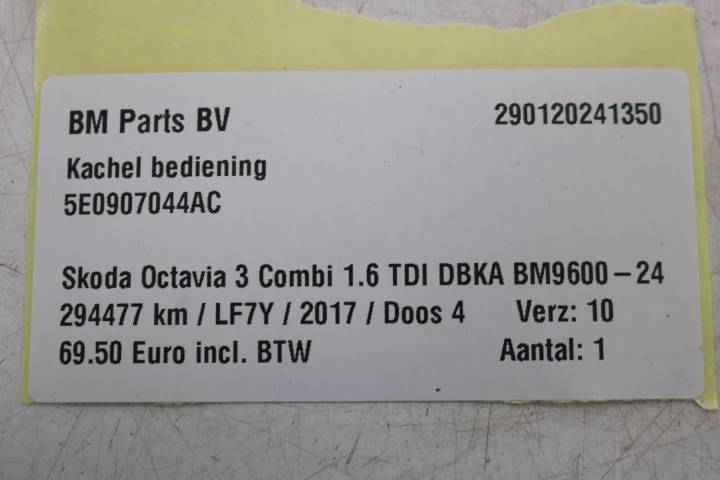 BM Parts BV 290120241350
Kachel bediening
5E0907044AC
Skoda Octavia 3 Combi 1.6 TDI DBKA BM9600-24
294477 km / LF7Y / 2017 / Doos 4 Verz: 10
69.50 Euro incl. BTW Aantal: 1